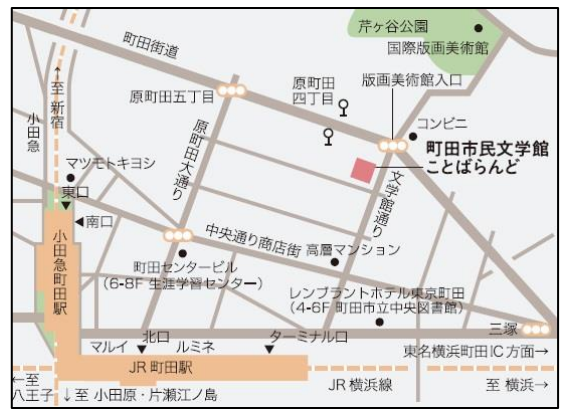 芹ヶ谷公園
国際版画美術館
町田街道
原町田
四丁目
版画美術館入口
原町田五丁目
コンビニ
町田市民文学館
ことばらんど
←至 新宿
小田急
原町田大通り
文学館通り
マツモトキヨシ
東口
南口
小田急町田駅
中央通り商店街
高層マンション
町田センタービル
（6-8F 生涯学習センター）
レンブラントホテル東京町田
（4-6F 町田市立中央図書館）
三塚
北口
ターミナル口
マルイ
ルミネ
東名横浜町田IC方面→
JR 町田駅
←至
八王子
↓至 小田原・片瀬江ノ島
JR 横浜線
至 横浜→